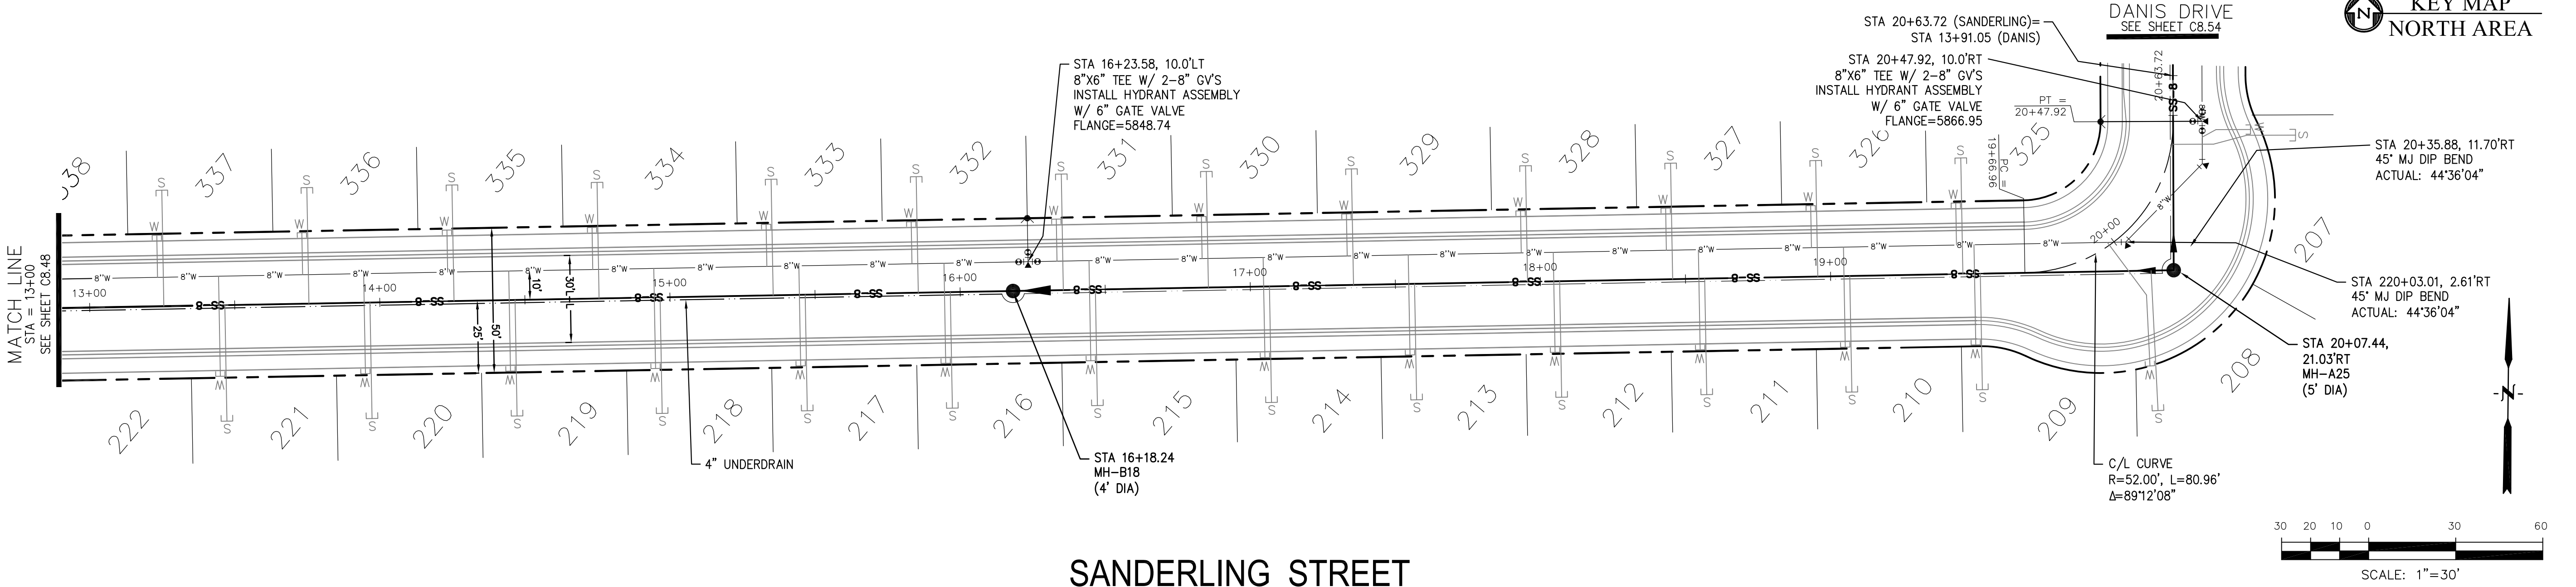 KEY MAP
NORTH AREA
N
DANIS DRIVE
SEE SHEET C8.54
STA 20+63.72 (SANDERLING)=
STA 13+91.05 (DANIS)
STA 20+47.92, 10.0'RT
8"X6" TEE W/ 2-8" GV'S
INSTALL HYDRANT ASSEMBLY
W/ 6" GATE VALVE
FLANGE=5866.95
PT =
20+47.92
20+63.72
PC =
19+66.96
STA 16+23.58, 10.0'LT
8"X6" TEE W/ 2-8" GV'S
INSTALL HYDRANT ASSEMBLY
W/ 6" GATE VALVE
FLANGE=5848.74
STA 20+35.88, 11.70'RT
45° MJ DIP BEND
ACTUAL: 44°36'04"
STA 220+03.01, 2.61'RT
45° MJ DIP BEND
ACTUAL: 44°36'04"
STA 20+07.44,
21.03'RT
MH-A25
(5' DIA)
337
336
335
334
333
332
331
330
329
328
327
326
325
207
208
MATCH LINE
STA = 13+00
SEE SHEET C8.48
8"W
SS-8
S
W
13+00
14+00
15+00
16+00
17+00
18+00
19+00
20+00
10'
30'L-L
25'
50'
222
221
220
219
218
217
216
215
214
213
212
211
210
209
4" UNDERDRAIN
STA 16+18.24
MH-B18
(4' DIA)
C/L CURVE
R=52.00', L=80.96'
Δ=89°12'08"
-N-
30 20 10 0 30 60
SCALE: 1"=30'
SANDERLING STREET